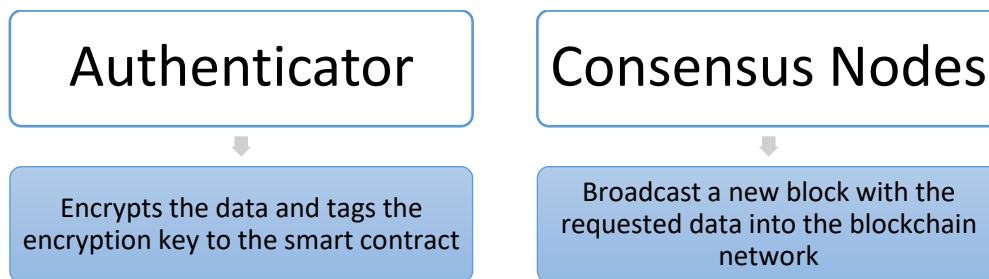 Authenticator
Encrypts the data and tags the
encryption key to the smart contract
Consensus Nodes
Broadcast a new block with the
requested data into the blockchain
network